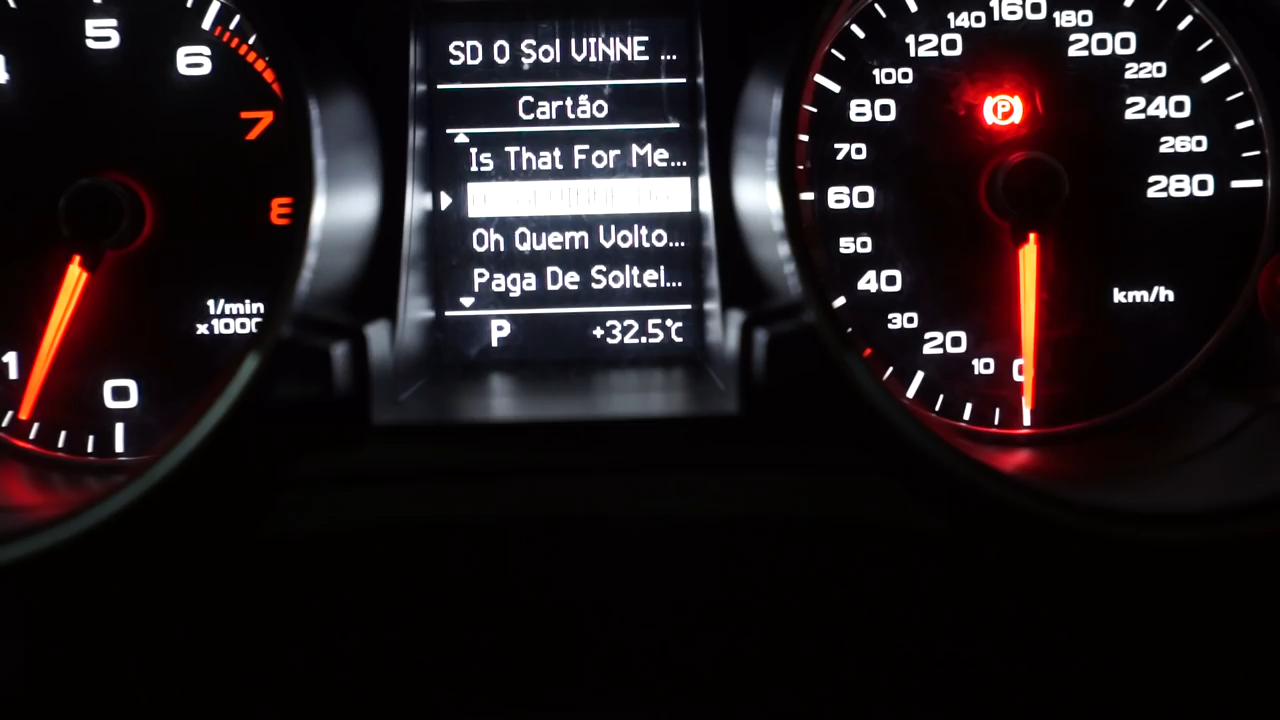 SD O Sol VINNE ...
Cartão
Is That For Me...
Oh Quem Volto...
Paga De Soltei...
P +32.5°C
5
6
7
8
1/min
x1000
1
0
0
10
20
30
40
50
60
70
80
100
120
140
160
180
200
220
240
260
280
P
km/h